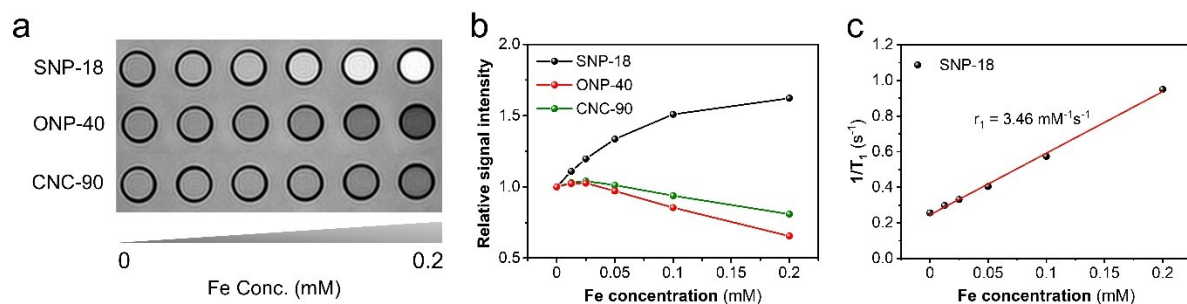 a
SNP-18
ONP-40
CNC-90
0
0.2
Fe Conc. (mM)
b
2.0
1.5
1.0
0.5
Relative signal intensity
SNP-18
ONP-40
CNC-90
0 0.05 0.1 0.15 0.2
Fe concentration (mM)
c
1.2
1.0
0.8
0.6
0.4
0.2
0.0
1/T₁ (s⁻¹)
SNP-18
r₁ = 3.46 mM⁻¹s⁻¹
0 0.05 0.10 0.15 0.2
Fe concentration (mM)